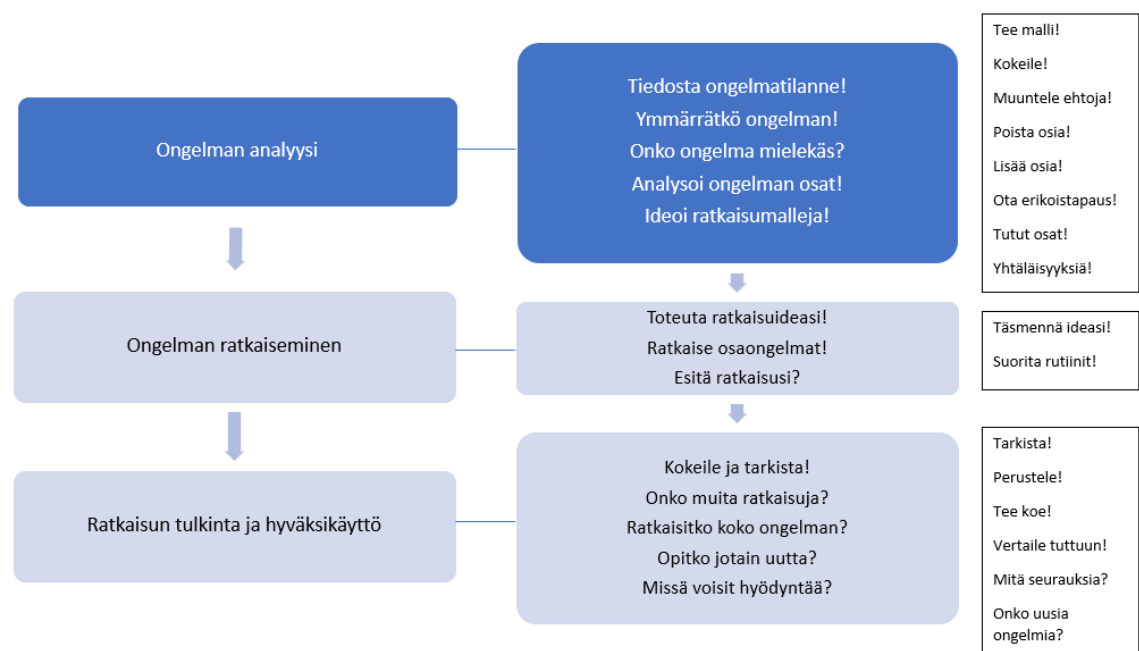 Ongelman analyysi
Tiedosta ongelmatilanne!
Ymmärrätkö ongelman!
Onko ongelma mielekäs?
Analysoi ongelman osat!
Ideoi ratkaisumalleja!
Tee malli!
Kokeile!
Muuntele ehtoja!
Poista osia!
Lisää osia!
Ota erikoistapaus!
Tutut osat!
Yhtäläisyyksiä!
Ongelman ratkaiseminen
Toteuta ratkaisuideasi!
Ratkaise osaongelmat!
Esitä ratkaisusi?
Täsmennä ideasi!
Suorita rutiinit!
Ratkaisun tulkinta ja hyväksikäyttö
Kokeile ja tarkista!
Onko muita ratkaisuja?
Ratkaisitko koko ongelman?
Opitko jotain uutta?
Missä voisit hyödyntää?
Tarkista!
Perustele!
Tee koe!
Vertaile tuttuun!
Mitä seurauksia?
Onko uusia
ongelmia?